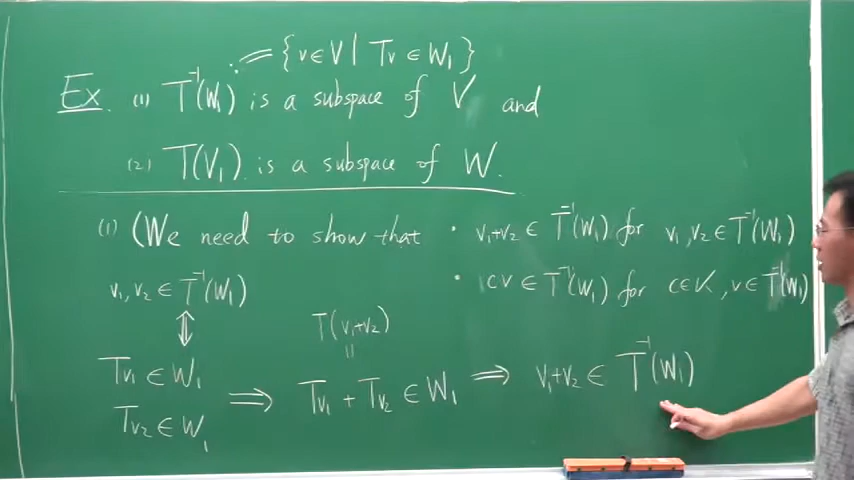 := {v ∈ V | Tv ∈ W₁}
Ex. (1) T⁻¹(W₁) is a subspace of V and
(2) T(V₁) is a subspace of W.
(1) (We need to show that • v₁+v₂ ∈ T⁻¹(W₁) for v₁,v₂ ∈ T⁻¹(W₁)
• cv ∈ T⁻¹(W₁) for c∈K, v ∈ T⁻¹(W₁)
v₁,v₂ ∈ T⁻¹(W₁)
⇕
T(v₁+v₂)
॥
Tv₁ ∈ W₁
Tv₂ ∈ W₁
⇒ Tv₁ + Tv₂ ∈ W₁ ⇒ v₁+v₂ ∈ T⁻¹(W₁)